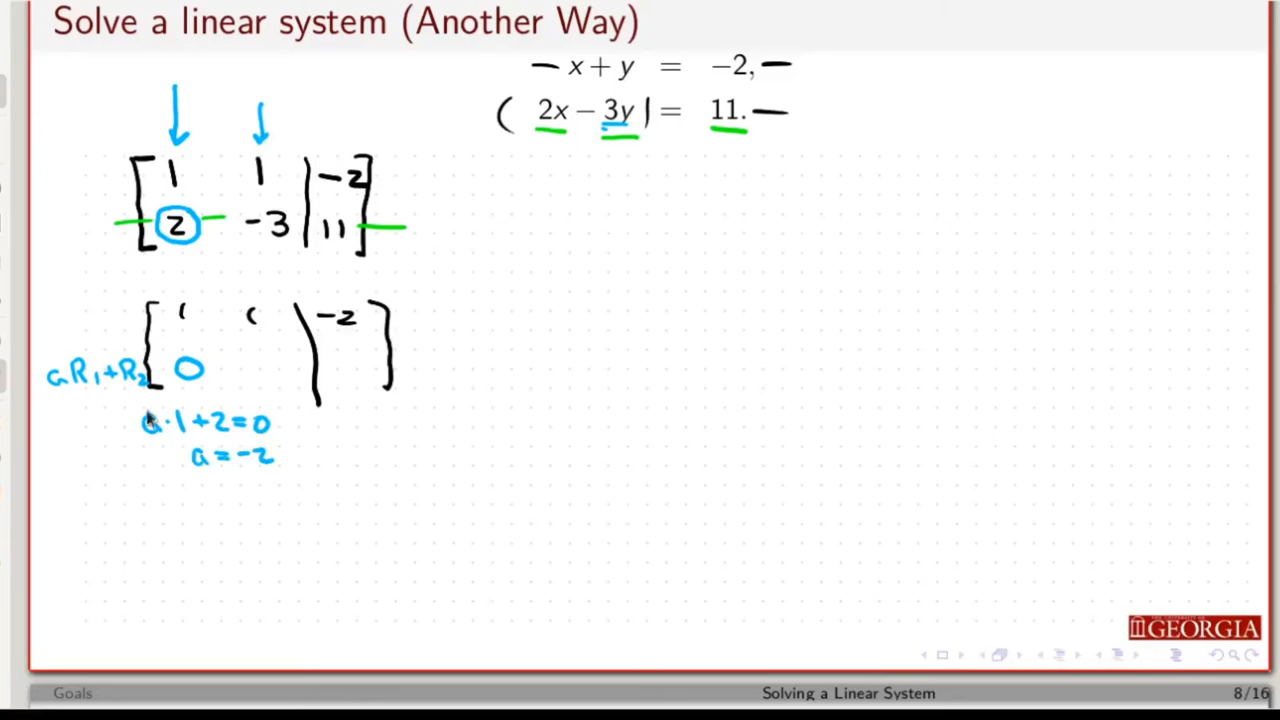 Solve a linear system (Another Way)
x + y = −2,
( 2x − 3y | = 11.
1 1 | -2
2 -3 | 11
1 1 | -2
aR₁+R₂ 0
a·1+2=0
a=-2
GEORGIA
Goals
Solving a Linear System
8/16